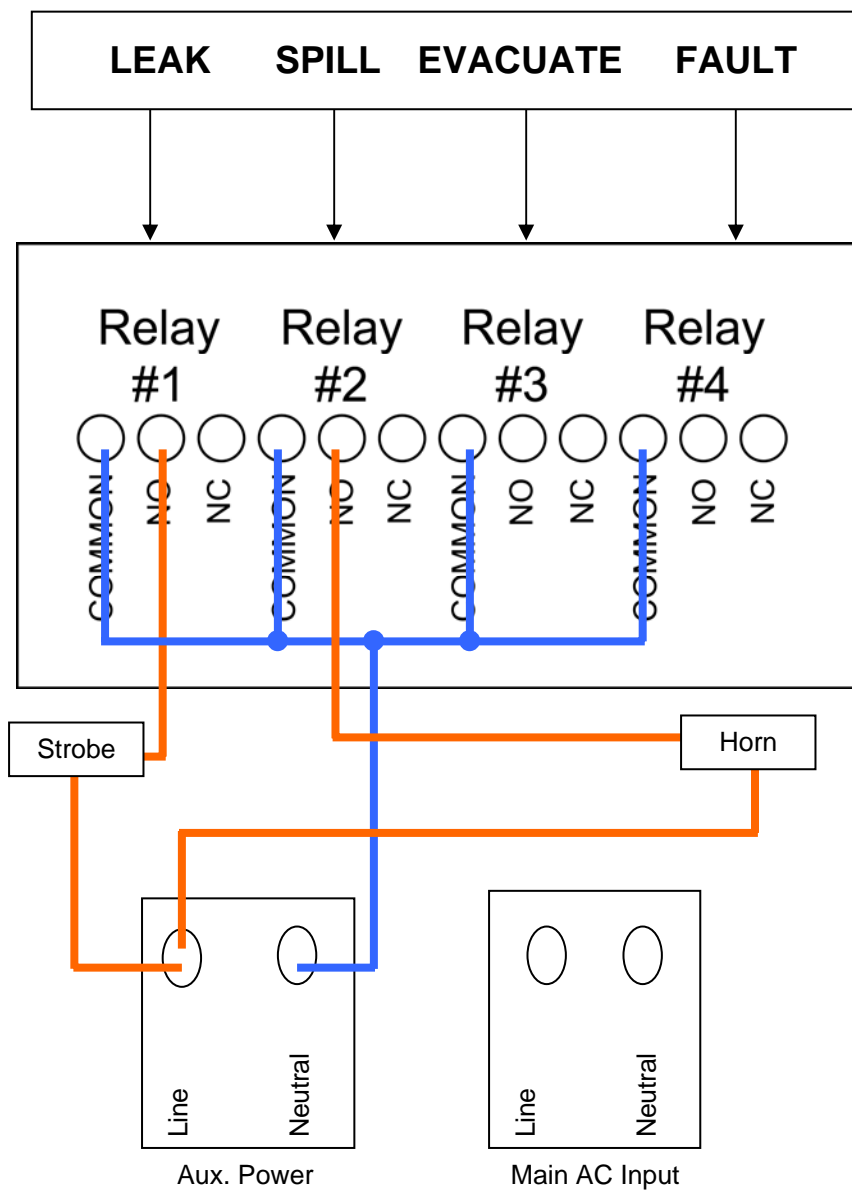 LEAK SPILL EVACUATE FAULT
Relay #1
Relay #2
Relay #3
Relay #4
COMMON NO NC COMMON NO NC COMMON NO NC COMMON NO NC
Strobe
Horn
Line Neutral
Line Neutral
Aux. Power
Main AC Input